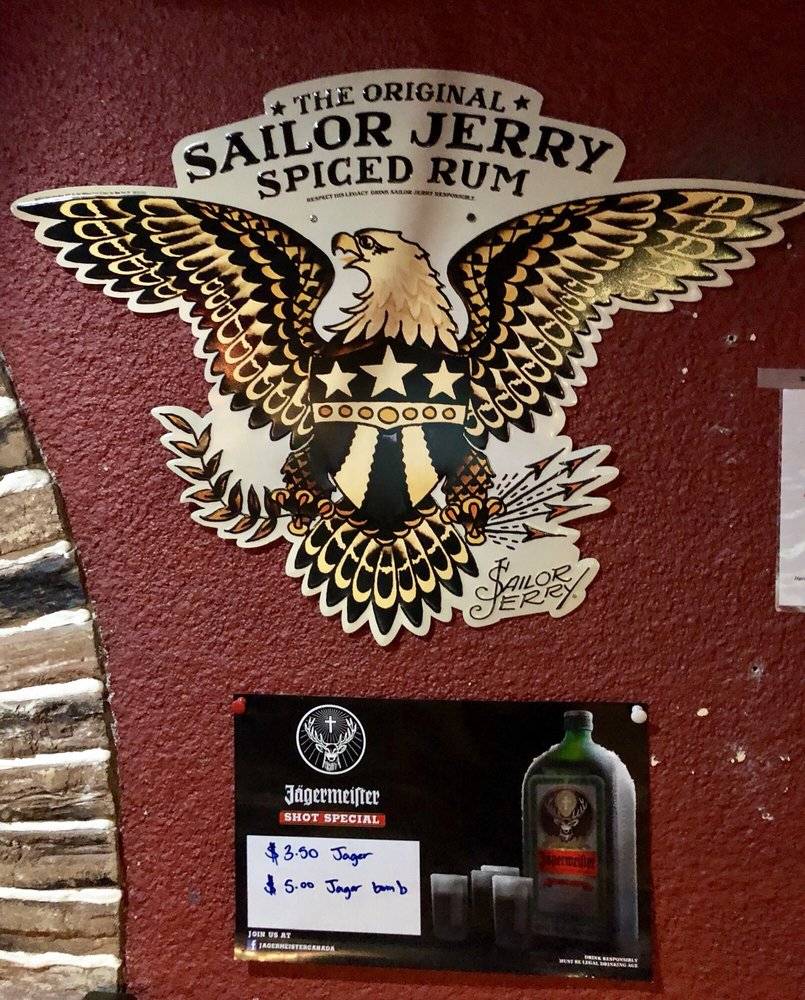 ★ THE ORIGINAL ★
SAILOR JERRY
SPICED RUM
RESPECT HIS LEGACY. DRINK SAILOR JERRY RESPONSIBLY.
SAILOR
JERRY
Jägermeister
SHOT SPECIAL
$ 3.50 Jager
$ 5.00 Jager bomb
JOIN US AT
f JAGERMEISTERCANADA
Jägermeister
DRINK RESPONSIBLY
MUST BE LEGAL DRINKING AGE